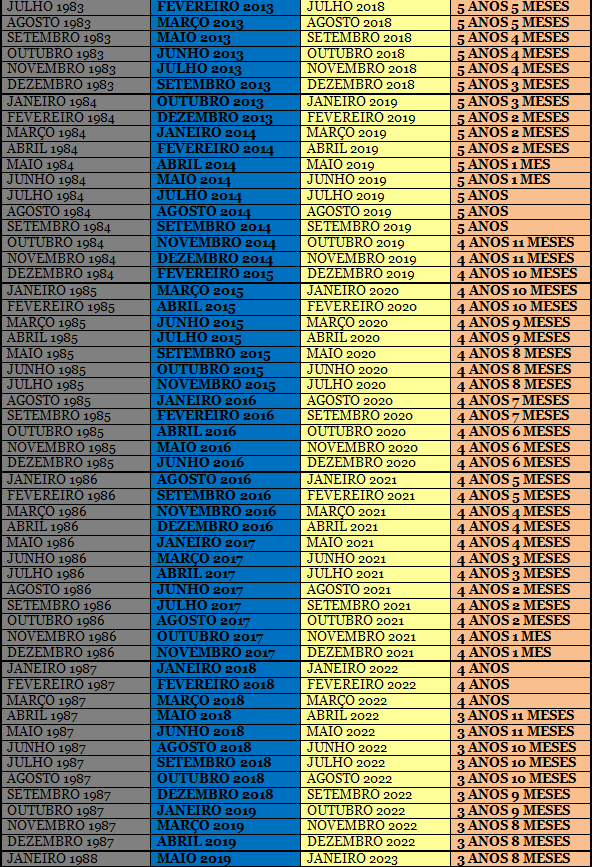 JULHO 1983 FEVEREIRO 2013 JULHO 2018 5 ANOS 5 MESES
AGOSTO 1983 MARÇO 2013 AGOSTO 2018 5 ANOS 5 MESES
SETEMBRO 1983 MAIO 2013 SETEMBRO 2018 5 ANOS 4 MESES
OUTUBRO 1983 JUNHO 2013 OUTUBRO 2018 5 ANOS 4 MESES
NOVEMBRO 1983 JULHO 2013 NOVEMBRO 2018 5 ANOS 4 MESES
DEZEMBRO 1983 SETEMBRO 2013 DEZEMBRO 2018 5 ANOS 3 MESES
JANEIRO 1984 OUTUBRO 2013 JANEIRO 2019 5 ANOS 3 MESES
FEVEREIRO 1984 DEZEMBRO 2013 FEVEREIRO 2019 5 ANOS 2 MESES
MARÇO 1984 JANEIRO 2014 MARÇO 2019 5 ANOS 2 MESES
ABRIL 1984 FEVEREIRO 2014 ABRIL 2019 5 ANOS 2 MESES
MAIO 1984 ABRIL 2014 MAIO 2019 5 ANOS 1 MES
JUNHO 1984 MAIO 2014 JUNHO 2019 5 ANOS 1 MES
JULHO 1984 JULHO 2014 JULHO 2019 5 ANOS
AGOSTO 1984 AGOSTO 2014 AGOSTO 2019 5 ANOS
SETEMBRO 1984 SETEMBRO 2014 SETEMBRO 2019 5 ANOS
OUTUBRO 1984 NOVEMBRO 2014 OUTUBRO 2019 4 ANOS 11 MESES
NOVEMBRO 1984 DEZEMBRO 2014 NOVEMBRO 2019 4 ANOS 11 MESES
DEZEMBRO 1984 FEVEREIRO 2015 DEZEMBRO 2019 4 ANOS 10 MESES
JANEIRO 1985 MARÇO 2015 JANEIRO 2020 4 ANOS 10 MESES
FEVEREIRO 1985 ABRIL 2015 FEVEREIRO 2020 4 ANOS 10 MESES
MARÇO 1985 JUNHO 2015 MARÇO 2020 4 ANOS 9 MESES
ABRIL 1985 JULHO 2015 ABRIL 2020 4 ANOS 9 MESES
MAIO 1985 SETEMBRO 2015 MAIO 2020 4 ANOS 8 MESES
JUNHO 1985 OUTUBRO 2015 JUNHO 2020 4 ANOS 8 MESES
JULHO 1985 NOVEMBRO 2015 JULHO 2020 4 ANOS 8 MESES
AGOSTO 1985 JANEIRO 2016 AGOSTO 2020 4 ANOS 7 MESES
SETEMBRO 1985 FEVEREIRO 2016 SETEMBRO 2020 4 ANOS 7 MESES
OUTUBRO 1985 ABRIL 2016 OUTUBRO 2020 4 ANOS 6 MESES
NOVEMBRO 1985 MAIO 2016 NOVEMBRO 2020 4 ANOS 6 MESES
DEZEMBRO 1985 JUNHO 2016 DEZEMBRO 2020 4 ANOS 6 MESES
JANEIRO 1986 AGOSTO 2016 JANEIRO 2021 4 ANOS 5 MESES
FEVEREIRO 1986 SETEMBRO 2016 FEVEREIRO 2021 4 ANOS 5 MESES
MARÇO 1986 NOVEMBRO 2016 MARÇO 2021 4 ANOS 4 MESES
ABRIL 1986 DEZEMBRO 2016 ABRIL 2021 4 ANOS 4 MESES
MAIO 1986 JANEIRO 2017 MAIO 2021 4 ANOS 4 MESES
JUNHO 1986 MARÇO 2017 JUNHO 2021 4 ANOS 3 MESES
JULHO 1986 ABRIL 2017 JULHO 2021 4 ANOS 3 MESES
AGOSTO 1986 JUNHO 2017 AGOSTO 2021 4 ANOS 2 MESES
SETEMBRO 1986 JULHO 2017 SETEMBRO 2021 4 ANOS 2 MESES
OUTUBRO 1986 AGOSTO 2017 OUTUBRO 2021 4 ANOS 2 MESES
NOVEMBRO 1986 OUTUBRO 2017 NOVEMBRO 2021 4 ANOS 1 MES
DEZEMBRO 1986 NOVEMBRO 2017 DEZEMBRO 2021 4 ANOS 1 MES
JANEIRO 1987 JANEIRO 2018 JANEIRO 2022 4 ANOS
FEVEREIRO 1987 FEVEREIRO 2018 FEVEREIRO 2022 4 ANOS
MARÇO 1987 MARÇO 2018 MARÇO 2022 4 ANOS
ABRIL 1987 MAIO 2018 ABRIL 2022 3 ANOS 11 MESES
MAIO 1987 JUNHO 2018 MAIO 2022 3 ANOS 11 MESES
JUNHO 1987 AGOSTO 2018 JUNHO 2022 3 ANOS 10 MESES
JULHO 1987 SETEMBRO 2018 JULHO 2022 3 ANOS 10 MESES
AGOSTO 1987 OUTUBRO 2018 AGOSTO 2022 3 ANOS 10 MESES
SETEMBRO 1987 DEZEMBRO 2018 SETEMBRO 2022 3 ANOS 9 MESES
OUTUBRO 1987 JANEIRO 2019 OUTUBRO 2022 3 ANOS 9 MESES
NOVEMBRO 1987 MARÇO 2019 NOVEMBRO 2022 3 ANOS 8 MESES
DEZEMBRO 1987 ABRIL 2019 DEZEMBRO 2022 3 ANOS 8 MESES
JANEIRO 1988 MAIO 2019 JANEIRO 2023 3 ANOS 8 MESES